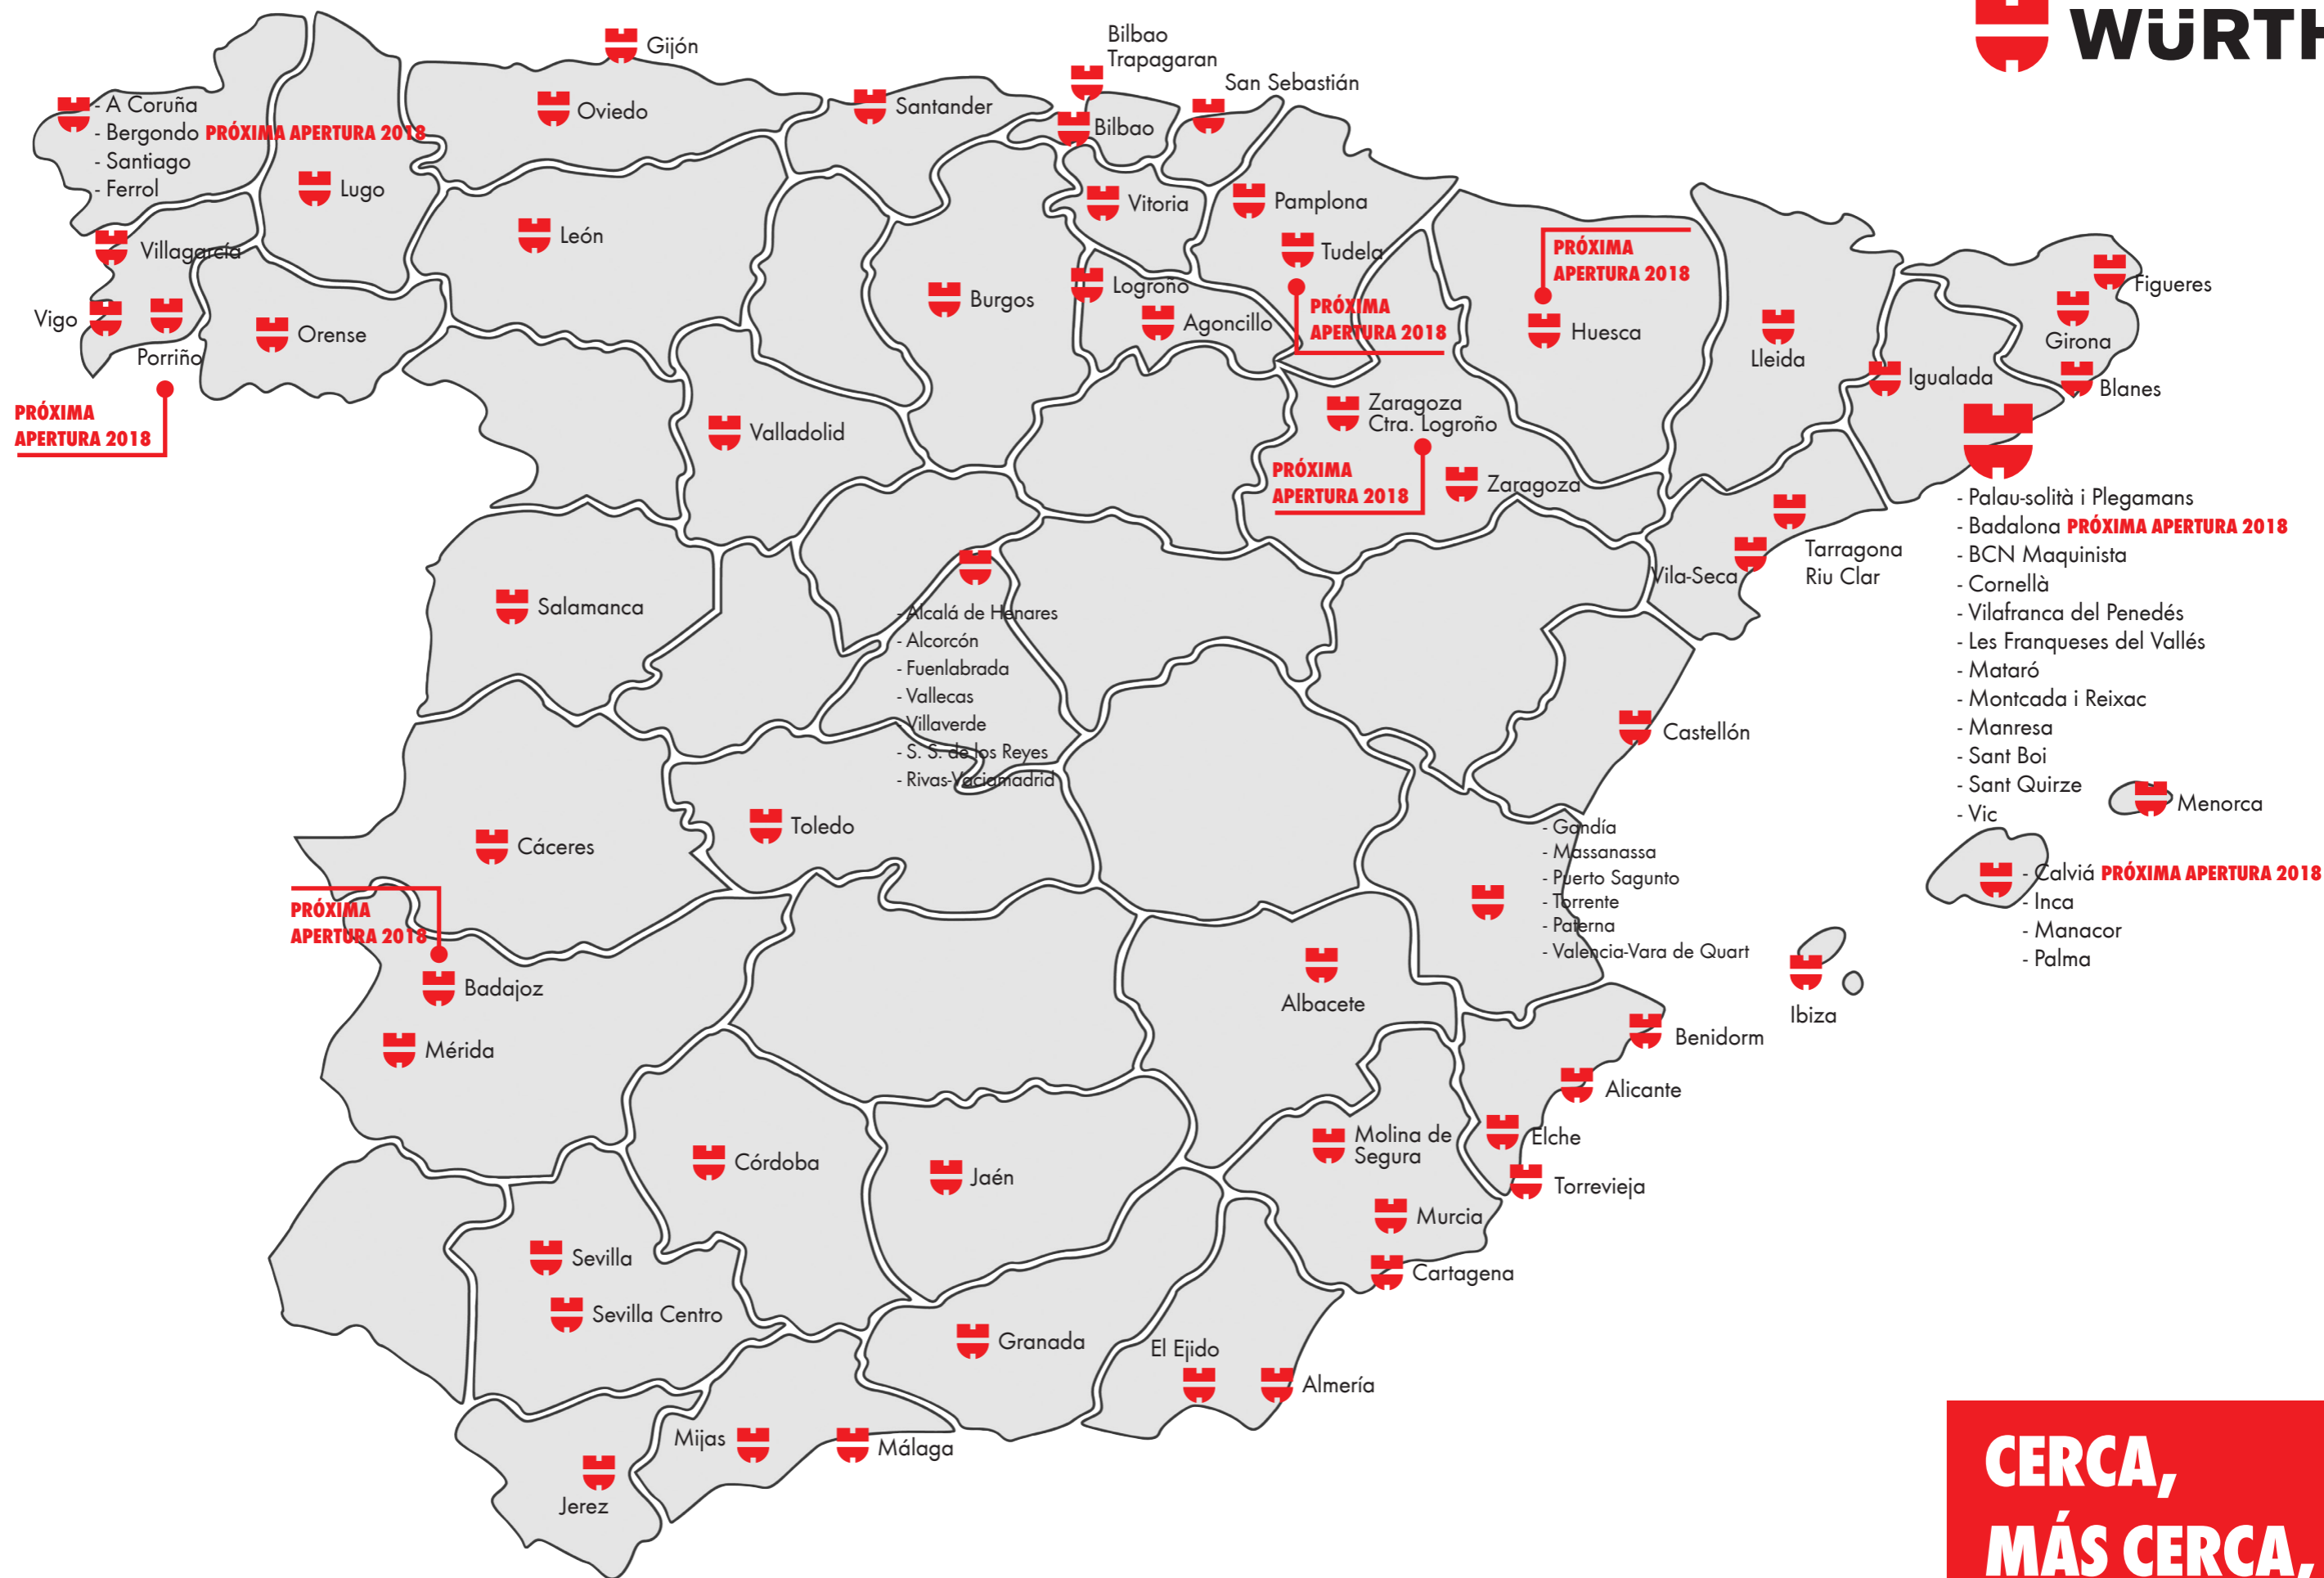 WÜRTH
Gijón
Oviedo
Santander
Bilbao
Trapagaran
San Sebastián
Bilbao
- A Coruña
- Bergondo PRÓXIMA APERTURA 2018
- Santiago
- Ferrol
Lugo
León
Vitoria
Pamplona
Tudela
PRÓXIMA
APERTURA 2018
PRÓXIMA
APERTURA 2018
Huesca
Villagarcía
Vigo
Porriño
PRÓXIMA
APERTURA 2018
Orense
Burgos
Logroño
Agoncillo
Lleida
Figueres
Girona
Blanes
Igualada
Valladolid
Zaragoza
Ctra. Logroño
PRÓXIMA
APERTURA 2018
Zaragoza
Tarragona
Riu Clar
Vila-Seca
- Palau-solità i Plegamans
- Badalona PRÓXIMA APERTURA 2018
- BCN Maquinista
- Cornellà
- Vilafranca del Penedés
- Les Franqueses del Vallés
- Mataró
- Montcada i Reixac
- Manresa
- Sant Boi
- Sant Quirze
- Vic
Salamanca
- Alcalá de Henares
- Alcorcón
- Fuenlabrada
- Vallecas
- Villaverde
- S. S. de los Reyes
- Rivas-Vaciamadrid
Castellón
Menorca
- Calviá PRÓXIMA APERTURA 2018
- Inca
- Manacor
- Palma
Ibiza
Cáceres
Toledo
- Gandía
- Massanassa
- Puerto Sagunto
- Torrente
- Paterna
- Valencia-Vara de Quart
PRÓXIMA
APERTURA 2018
Badajoz
Mérida
Albacete
Benidorm
Alicante
Elche
Torrevieja
Molina de
Segura
Murcia
Cartagena
Córdoba
Jaén
Sevilla
Sevilla Centro
Granada
El Ejido
Almería
Mijas
Málaga
Jerez
CERCA,
MÁS CERCA,